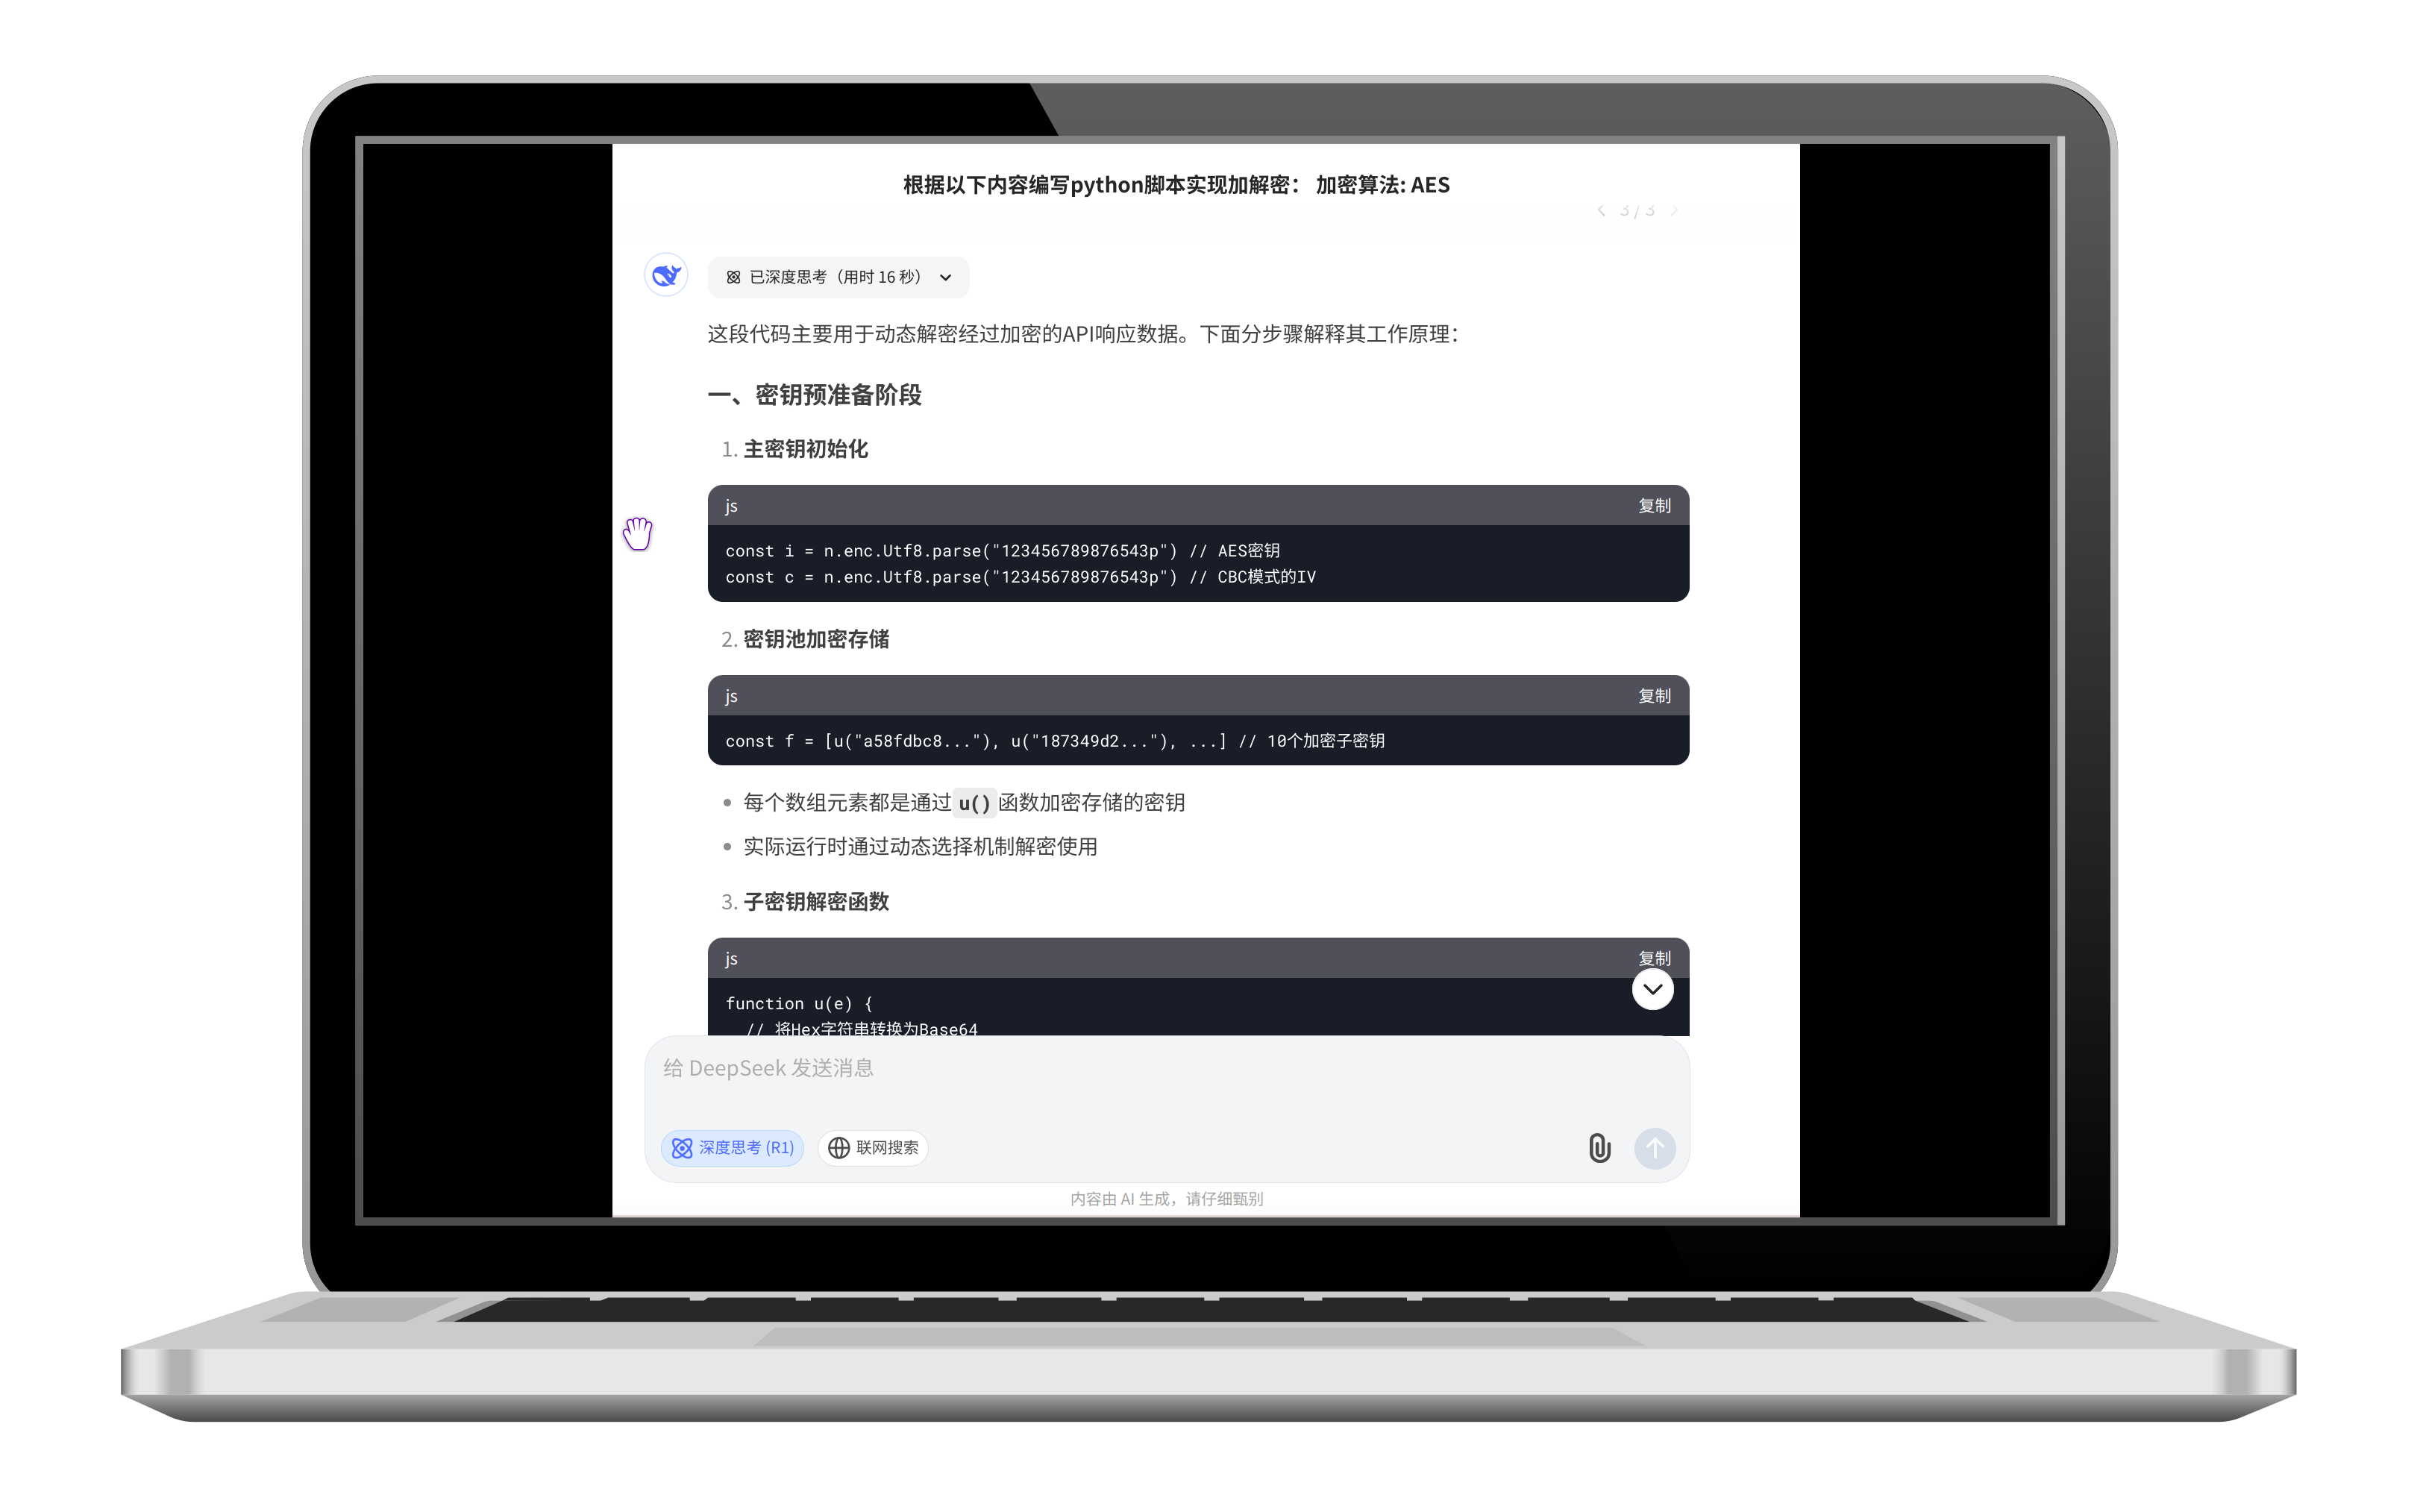 根据以下内容编写python脚本实现加解密： 加密算法: AES
3 / 3
已深度思考（用时 16 秒）
这段代码主要用于动态解密经过加密的API响应数据。下面分步骤解释其工作原理：
一、密钥预准备阶段
1. 主密钥初始化
js 复制
const i = n.enc.Utf8.parse("123456789876543p") // AES密钥
const c = n.enc.Utf8.parse("123456789876543p") // CBC模式的IV
2. 密钥池加密存储
js 复制
const f = [u("a58fdbc8..."), u("187349d2..."), ...] // 10个加密子密钥
每个数组元素都是通过u()函数加密存储的密钥
实际运行时通过动态选择机制解密使用
3. 子密钥解密函数
js 复制
function u(e) {
// 将Hex字符串转换为Base64
给 DeepSeek 发送消息
深度思考 (R1) 联网搜索
内容由 AI 生成，请仔细甄别